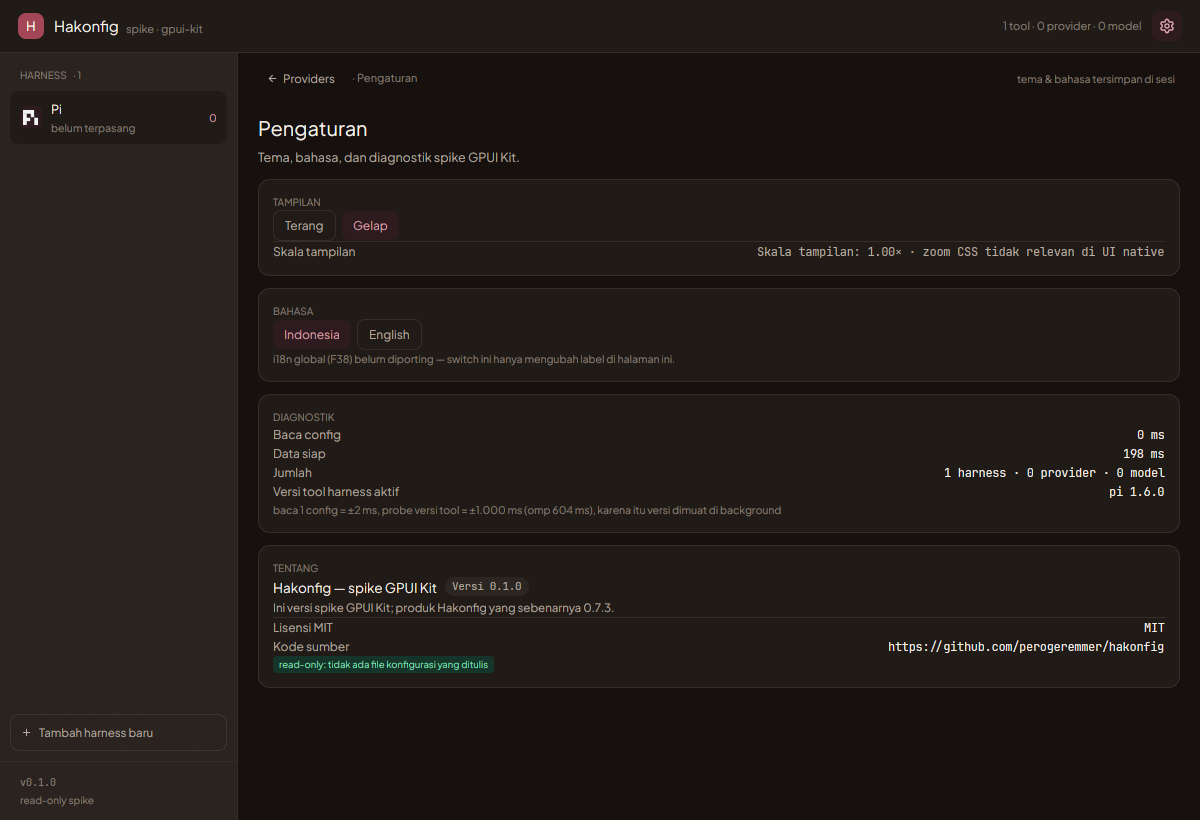 H
Hakonfig spike · gpui-kit
1 tool · 0 provider · 0 model
HARNESS · 1
Pi
belum terpasang
0
+ Tambah harness baru
v0.1.0
read-only spike
← Providers · Pengaturan
tema & bahasa tersimpan di sesi
Pengaturan
Tema, bahasa, dan diagnostik spike GPUI Kit.
TAMPILAN
Terang Gelap
Skala tampilan Skala tampilan: 1.00× · zoom CSS tidak relevan di UI native
BAHASA
Indonesia English
i18n global (F38) belum diporting — switch ini hanya mengubah label di halaman ini.
DIAGNOSTIK
Baca config 0 ms
Data siap 198 ms
Jumlah 1 harness · 0 provider · 0 model
Versi tool harness aktif pi 1.6.0
baca 1 config = ±2 ms, probe versi tool = ±1.000 ms (omp 604 ms), karena itu versi dimuat di background
TENTANG
Hakonfig — spike GPUI Kit Versi 0.1.0
Ini versi spike GPUI Kit; produk Hakonfig yang sebenarnya 0.7.3.
Lisensi MIT MIT
Kode sumber https://github.com/perogeremmer/hakonfig
read-only: tidak ada file konfigurasi yang ditulis